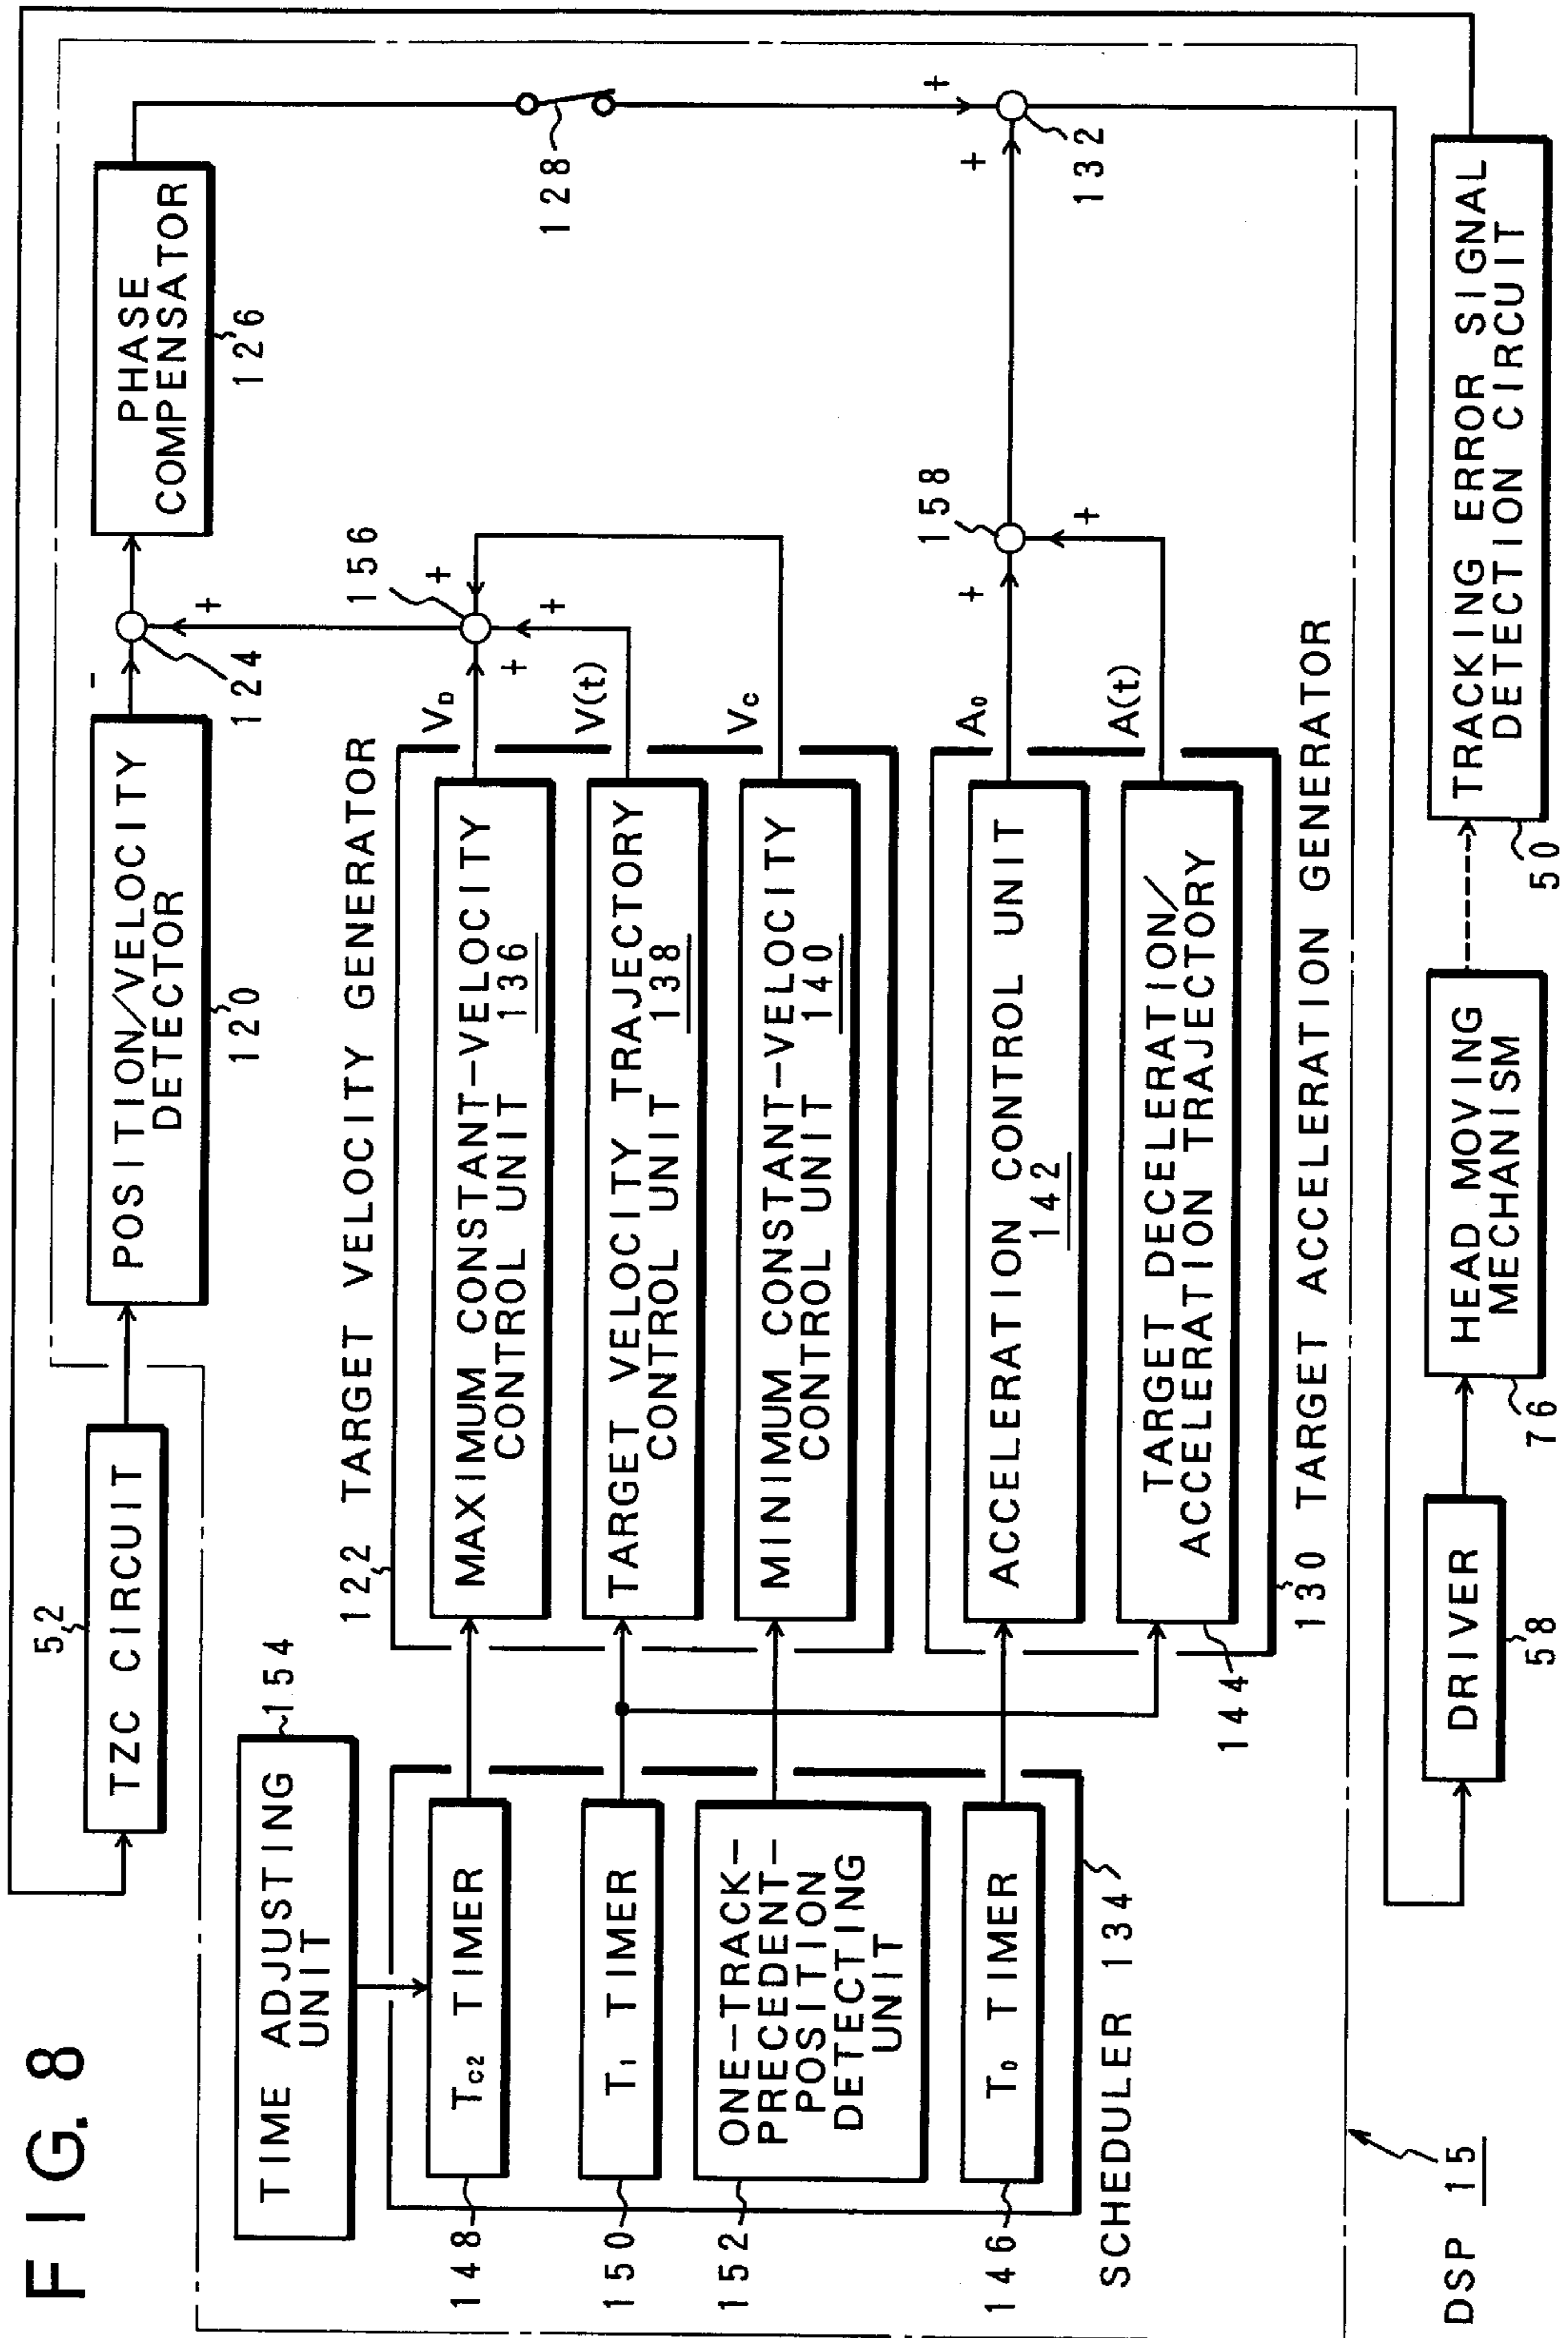 FIG. 8
52
TZC CIRCUIT
POSITION/VELOCITY
DETECTOR
120
-
124
+
PHASE
COMPENSATOR
126
TIME ADJUSTING
UNIT
154
122 TARGET VELOCITY GENERATOR
148
TC2 TIMER
MAXIMUM CONSTANT-VELOCITY
CONTROL UNIT 136
VD
+
156
+
150
T1 TIMER
TARGET VELOCITY TRAJECTORY
CONTROL UNIT 138
V(t)
+
152
ONE-TRACK-
PRECEDENT-
POSITION
DETECTING
UNIT
MINIMUM CONSTANT-VELOCITY
CONTROL UNIT 140
VC
128
146
T0 TIMER
ACCELERATION CONTROL UNIT
142
A0
+
158
+
+
+
132
SCHEDULER 134
144
TARGET DECELERATION/
ACCELERATION TRAJECTORY
A(t)
130 TARGET ACCELERATION GENERATOR
DSP 15
DRIVER
58
HEAD MOVING
MECHANISM
76
TRACKING ERROR SIGNAL
DETECTION CIRCUIT
50